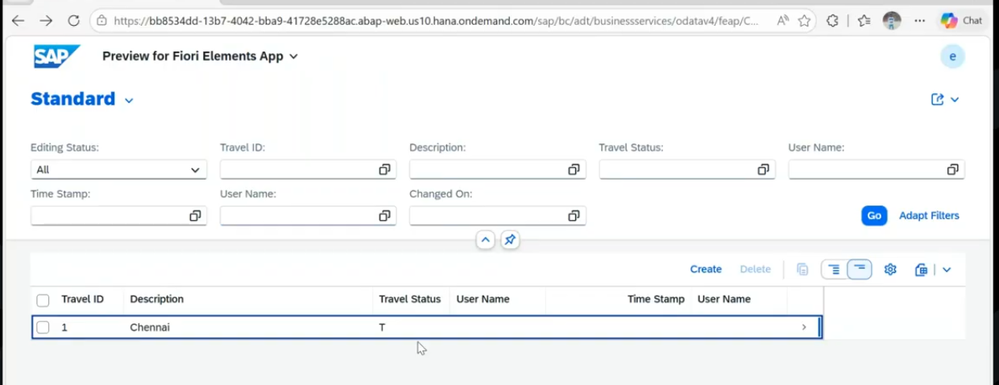 https://bb8534dd-13b7-4042-bba9-41728e5288ac.abap-web.us10.hana.ondemand.com/sap/bc/adt/businessservices/odatav4/feap/C... A Chat
SAP Preview for Fiori Elements App e
Standard
Editing Status: Travel ID: Description: Travel Status: User Name:
All
Time Stamp: User Name: Changed On:
Go Adapt Filters
Create Delete
Travel ID Description Travel Status User Name Time Stamp User Name
1 Chennai T